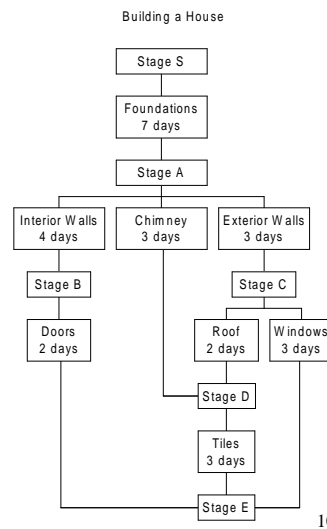 Building a House
Stage S
Foundations
7 days
Stage A
Interior Walls
4 days
Chimney
3 days
Exterior Walls
3 days
Stage B
Stage C
Doors
2 days
Roof
2 days
Windows
3 days
Stage D
Tiles
3 days
Stage E